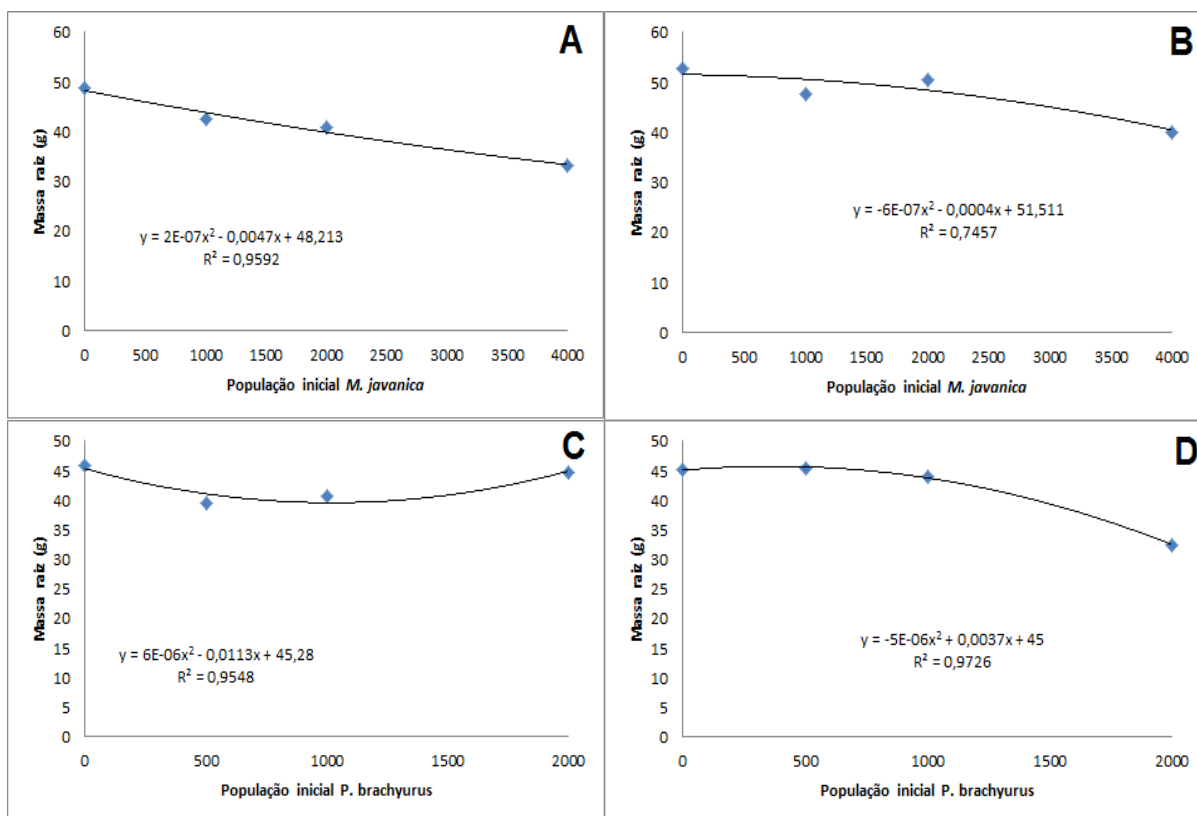 A
60
50
40
30
20
10
0
Massa raiz (g)
y = 2E-07x² - 0,0047x + 48,213
R² = 0,9592
0 500 1000 1500 2000 2500 3000 3500 4000
População inicial M. javanica
B
60
50
40
30
20
10
0
Massa raiz (g)
y = -6E-07x² - 0,0004x + 51,511
R² = 0,7457
0 500 1000 1500 2000 2500 3000 3500 4000
População inicial M. javanica
C
50
45
40
35
30
25
20
15
10
5
0
Massa raiz (g)
y = 6E-06x² - 0,0113x + 45,28
R² = 0,9548
0 500 1000 1500 2000
População inicial P. brachyurus
D
50
45
40
35
30
25
20
15
10
5
0
Massa raiz (g)
y = -5E-06x² + 0,0037x + 45
R² = 0,9726
0 500 1000 1500 2000
População inicial P. brachyurus